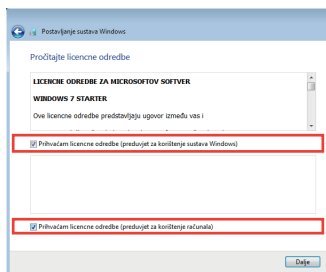 Postavljanje sustava Windows
Pročitajte licencne odredbe
LICENCNE ODREDBE ZA MICROSOFTOV SOFTVER
WINDOWS 7 STARTER
Ove licencne odredbe predstavljaju ugovor između vas i
Prihvaćam licencne odredbe (preduvjet za korištenje sustava Windows)
Prihvaćam licencne odredbe (preduvjet za korištenje računala)
Dalje